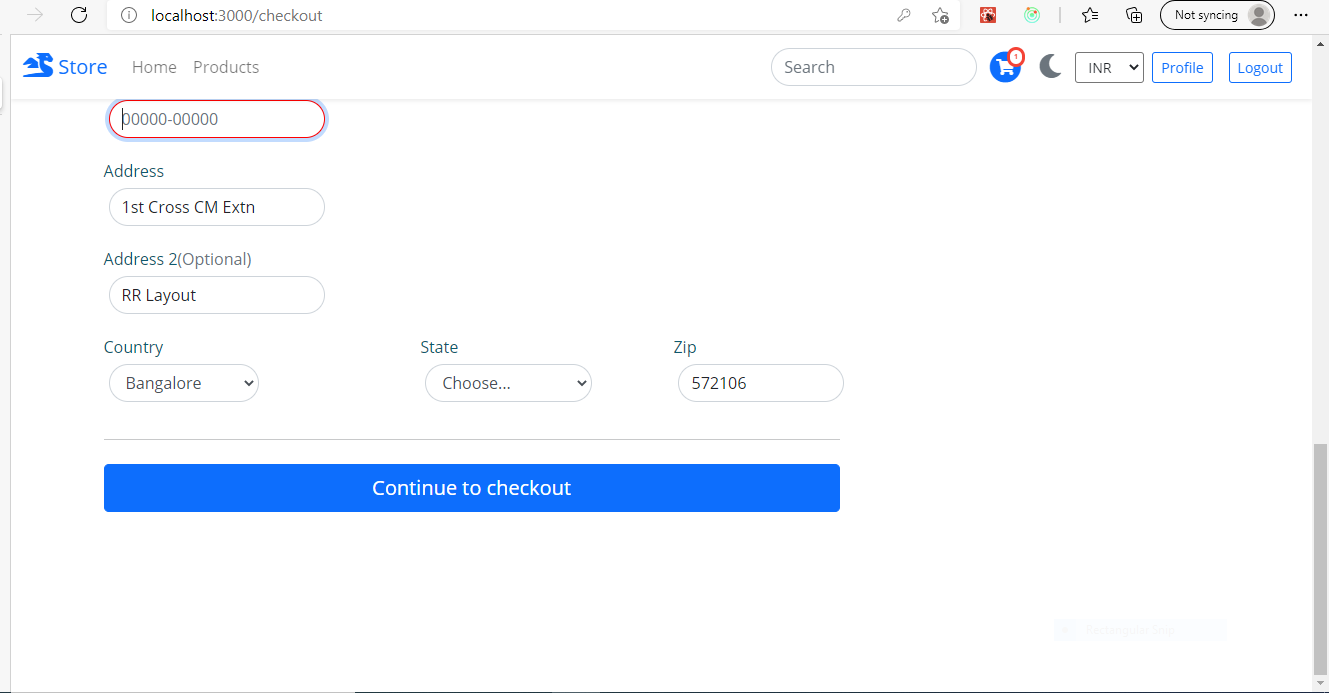 localhost:3000/checkout
Not syncing
Store Home Products Search 1 INR Profile Logout
00000-00000
Address
1st Cross CM Extn
Address 2(Optional)
RR Layout
Country State Zip
Bangalore Choose... 572106
Continue to checkout